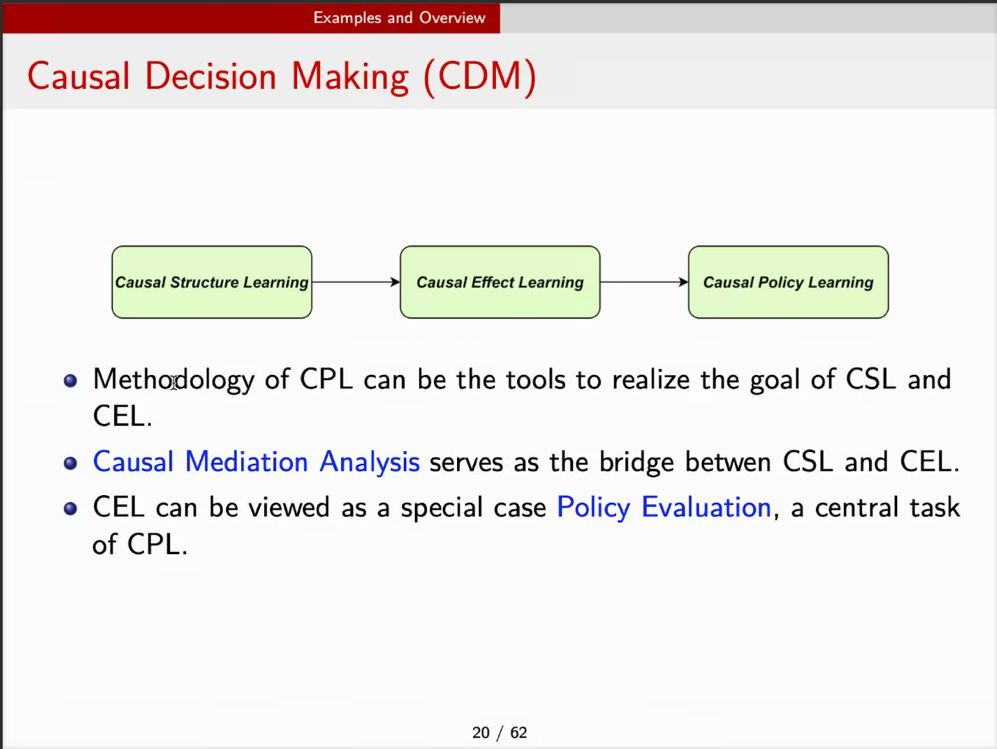 Examples and Overview
Causal Decision Making (CDM)
Causal Structure Learning
Causal Effect Learning
Causal Policy Learning
Methodology of CPL can be the tools to realize the goal of CSL and
CEL.
Causal Mediation Analysis serves as the bridge betwen CSL and CEL.
CEL can be viewed as a special case Policy Evaluation, a central task
of CPL.
20 / 62